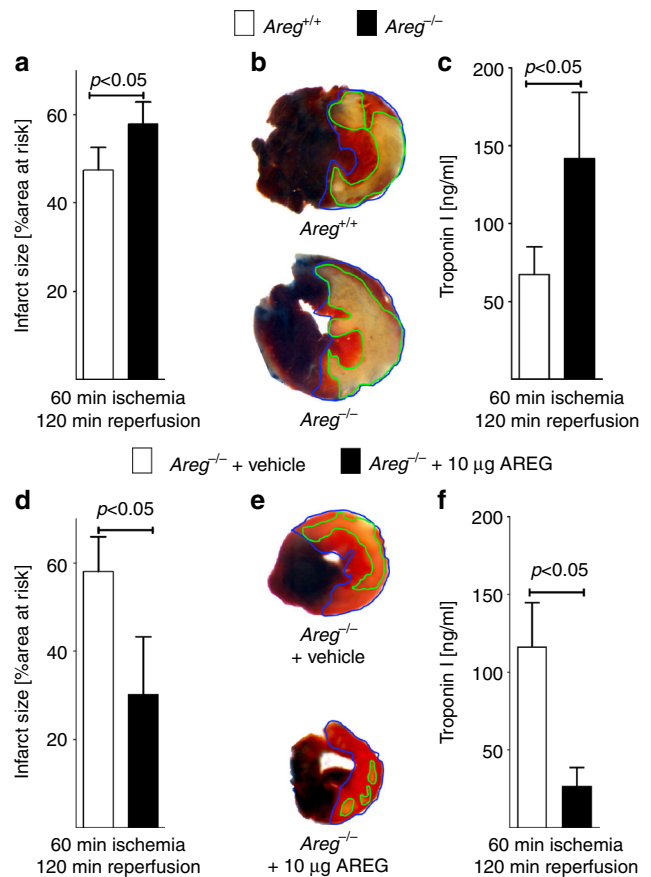 Areg+/+ Areg–/–
a b c
p<0.05
Infarct size [%area at risk]
60
40
20
60 min ischemia
120 min reperfusion
Areg+/+
Areg–/–
p<0.05
Troponin I [ng/ml]
200
150
100
50
60 min ischemia
120 min reperfusion
Areg–/– + vehicle Areg–/– + 10 µg AREG
d e f
p<0.05
Infarct size [%area at risk]
60
40
20
60 min ischemia
120 min reperfusion
Areg–/–
+ vehicle
Areg–/–
+ 10 µg AREG
p<0.05
Troponin I [ng/ml]
200
150
100
50
60 min ischemia
120 min reperfusion